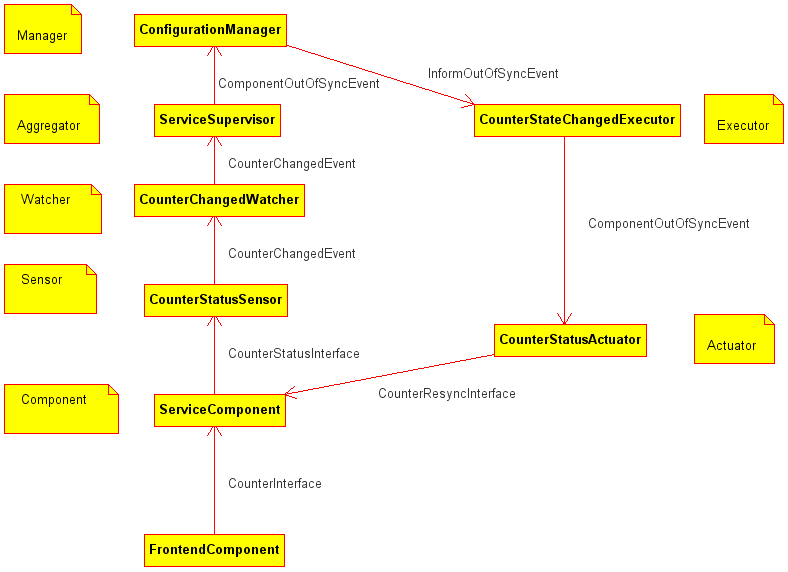 Manager
ConfigurationManager
ComponentOutOfSyncEvent
InformOutOfSyncEvent
Aggregator
ServiceSupervisor
CounterStateChangedExecutor
Executor
CounterChangedEvent
Watcher
CounterChangedWatcher
ComponentOutOfSyncEvent
CounterChangedEvent
Sensor
CounterStatusSensor
CounterStatusActuator
Actuator
CounterStatusInterface
CounterResyncInterface
Component
ServiceComponent
CounterInterface
FrontendComponent